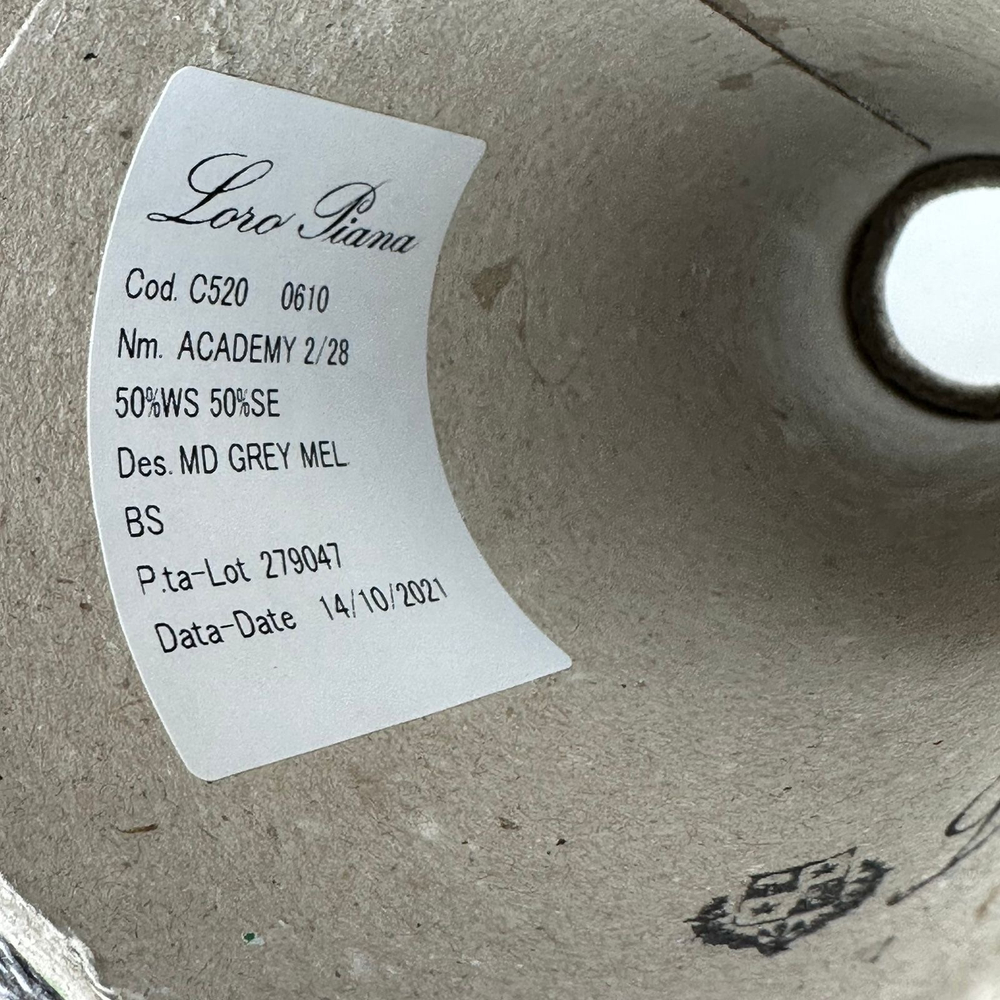 Loro Piana
Cod. C520 0610
Nm. ACADEMY 2/28
50%WS 50%SE
Des. MD GREY MEL
BS
P.ta-Lot 279047
Data-Date 14/10/2021